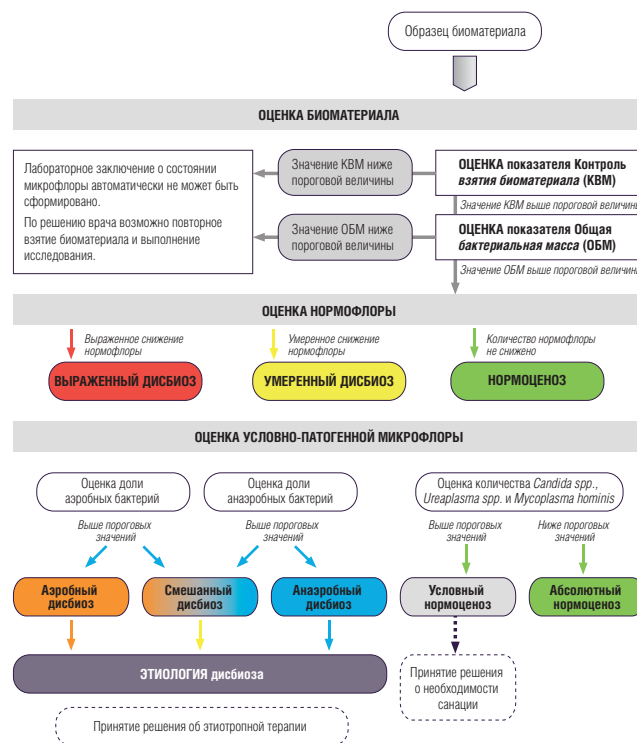 Образец биоматериала
ОЦЕНКА БИОМАТЕРИАЛА
Лабораторное заключение о состоянии
микрофлоры автоматически не может быть
сформировано.
По решению врача возможно повторное
взятие биоматериала и выполнение
исследования.
Значение КВМ ниже
пороговой величины
ОЦЕНКА показателя Контроль
взятия биоматериала (КВМ)
Значение КВМ выше пороговой величины
Значение ОБМ ниже
пороговой величины
ОЦЕНКА показателя Общая
бактериальная масса (ОБМ)
Значение ОБМ выше пороговой величины
ОЦЕНКА НОРМОФЛОРЫ
Выраженное снижение
нормофлоры
Умеренное снижение
нормофлоры
Количество нормофлоры
не снижено
ВЫРАЖЕННЫЙ ДИСБИОЗ
УМЕРЕННЫЙ ДИСБИОЗ
НОРМОЦЕНОЗ
ОЦЕНКА УСЛОВНО-ПАТОГЕННОЙ МИКРОФЛОРЫ
Оценка доли
аэробных бактерий
Оценка доли
анаэробных бактерий
Оценка количества Candida spp.,
Ureaplasma spp. и Mycoplasma hominis
Выше пороговых
значений
Выше пороговых
значений
Выше пороговых
значений
Ниже пороговых
значений
Аэробный
дисбиоз
Смешанный
дисбиоз
Анаэробный
дисбиоз
Условный
нормоценоз
Абсолютный
нормоценоз
ЭТИОЛОГИЯ дисбиоза
Принятие решения
о необходимости
санации
Принятие решения об этиотропной терапии